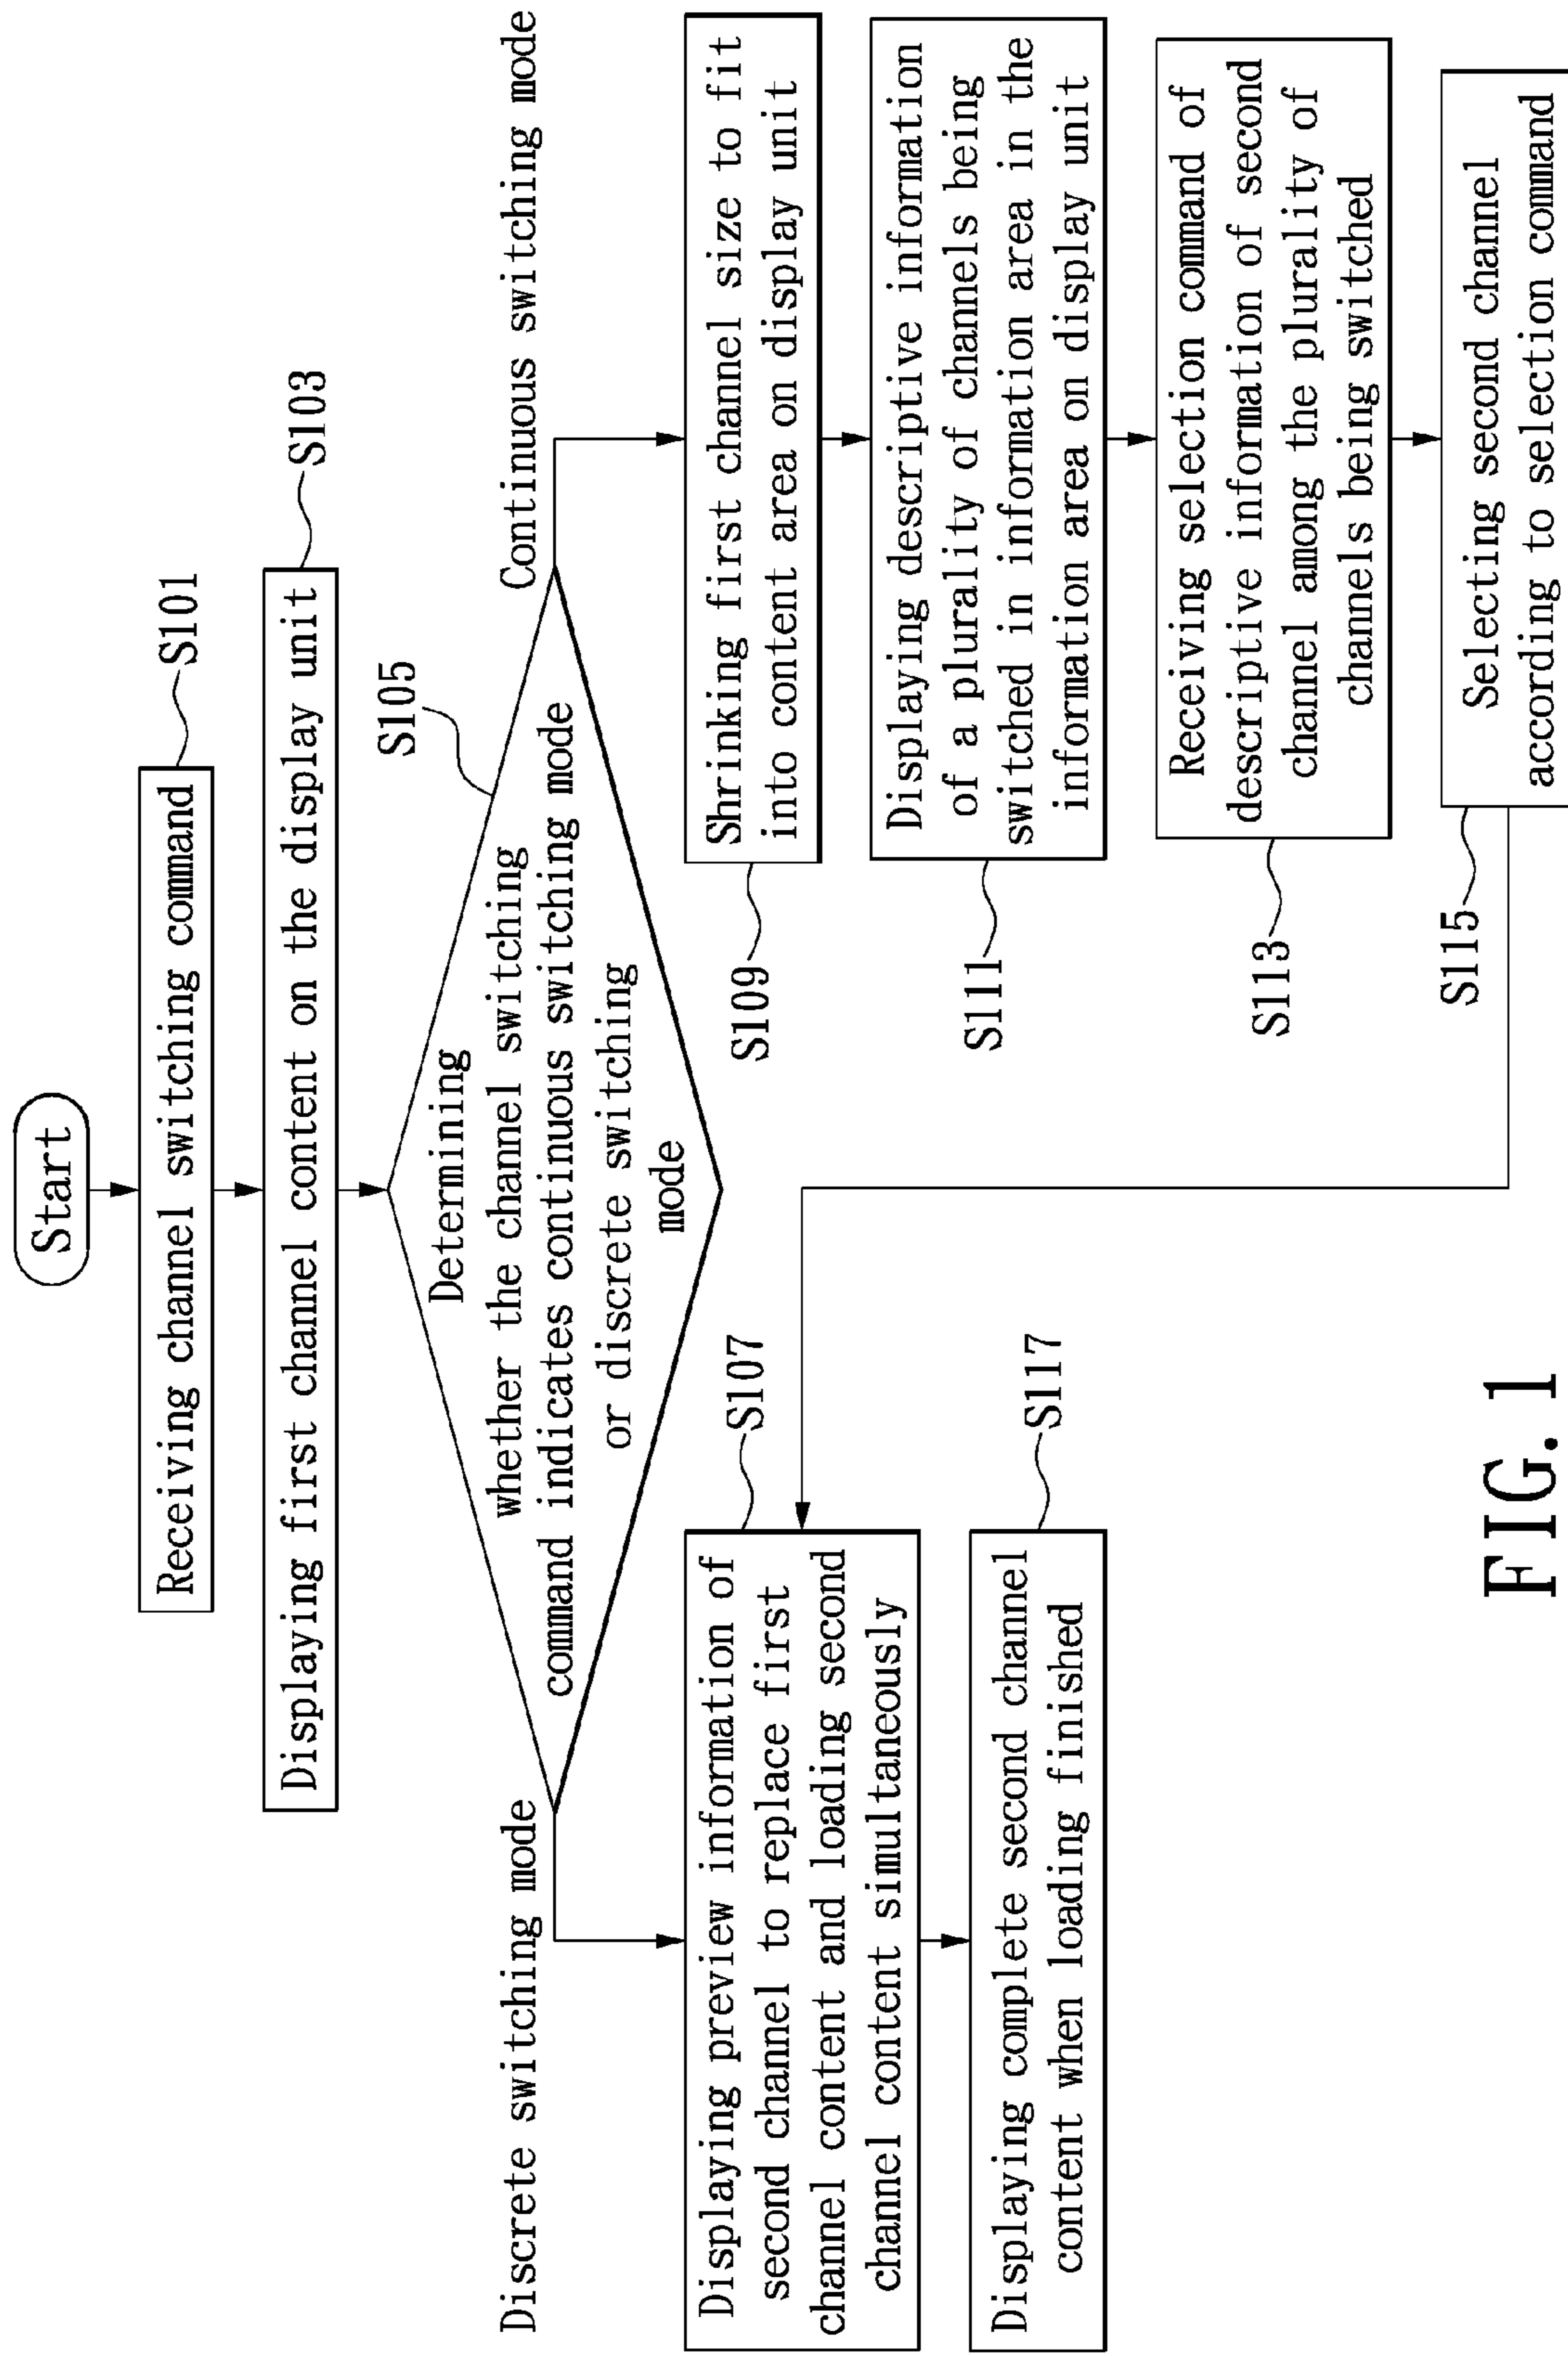 Start
Receiving channel switching command
S101
Displaying first channel content on the display unit
S103
Determining
whether the channel switching
command indicates continuous switching mode
or discrete switching
mode
S105
Discrete switching mode
Continuous switching mode
Displaying preview information of
second channel to replace first
channel content and loading second
channel content simultaneously
S107
Displaying complete second channel
content when loading finished
S117
Shrinking first channel size to fit
into content area on display unit
S109
Displaying descriptive information
of a plurality of channels being
switched in information area in the
information area on display unit
S111
Receiving selection command of
descriptive information of second
channel among the plurality of
channels being switched
S113
Selecting second channel
according to selection command
S115
FIG. 1